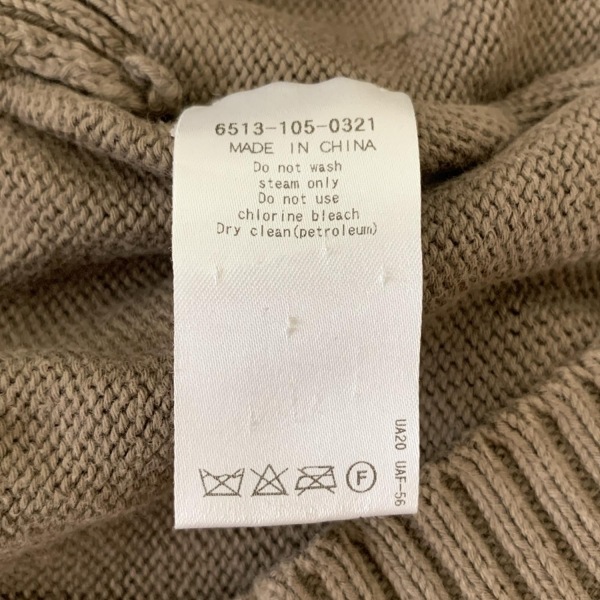 6513-105-0321
MADE IN CHINA
Do not wash
steam only
Do not use
chlorine bleach
Dry clean(petroleum)
UA20 UAF-56
F